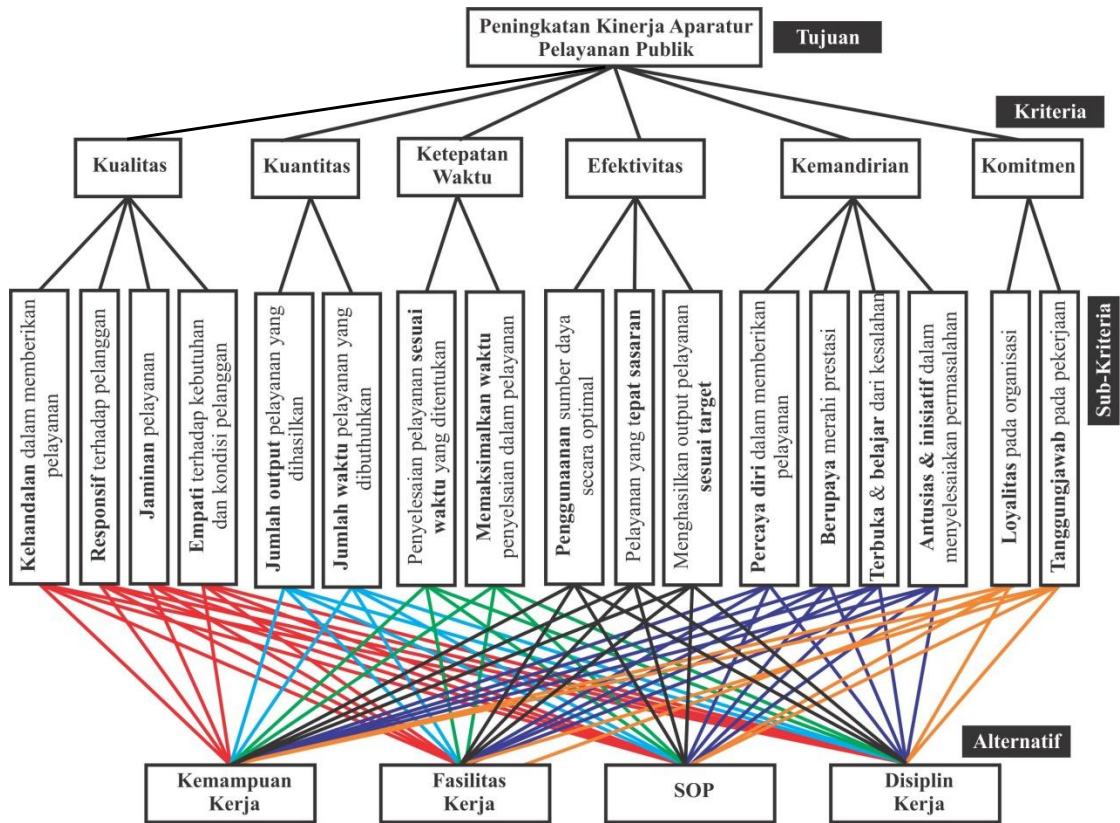 Peningkatan Kinerja Aparatur
Pelayanan Publik
Tujuan
Kriteria
Kualitas
Kuantitas
Ketepatan
Waktu
Efektivitas
Kemandirian
Komitmen
Sub-Kriteria
Kehandalan dalam memberikan
pelayanan
Responsif terhadap pelanggan
Jaminan pelayanan
Empati terhadap kebutuhan
dan kondisi pelanggan
Jumlah output pelayanan yang
dihasilkan
Jumlah waktu pelayanan yang
dibutuhkan
Penyelesaian pelayanan sesuai
waktu yang ditentukan
Memaksimalkan waktu
penyelsaian dalam pelayanan
Penggunaanan sumber daya
secara optimal
Pelayanan yang tepat sasaran
Menghasilkan output pelayanan
sesuai target
Percaya diri dalam memberikan
pelayanan
Berupaya merahi prestasi
Terbuka & belajar dari kesalahan
Antusias & inisiatif dalam
menyelesaiakan permasalahan
Loyalitas pada organisasi
Tanggungjawab pada pekerjaan
Alternatif
Kemampuan
Kerja
Fasilitas
Kerja
SOP
Disiplin
Kerja